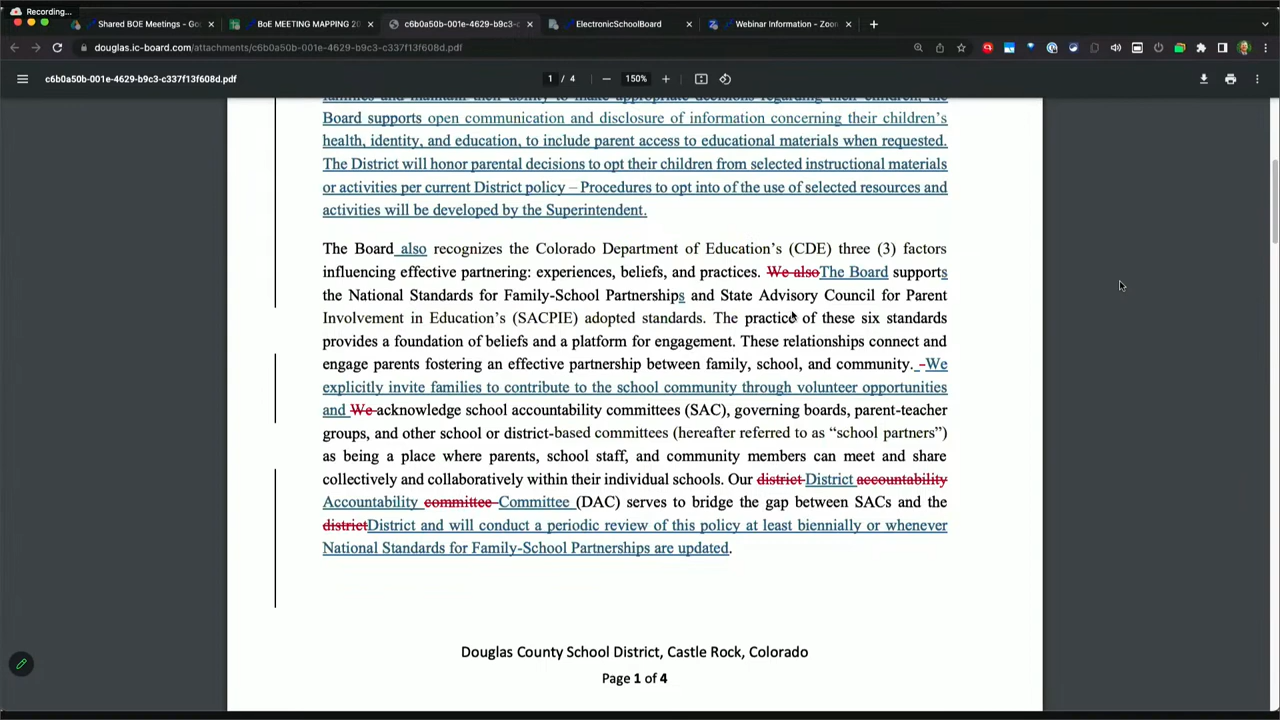 Recording...
Shared BOE Meetings - Go
BoE MEETING MAPPING 20
c6b0a50b-001e-4629-b9c3-c
ElectronicSchoolBoard
Webinar Information - Zoom
douglas.ic-board.com/attachments/c6b0a50b-001e-4629-b9c3-c337f13f608d.pdf
c6b0a50b-001e-4629-b9c3-c337f13f608d.pdf
1 / 4
150%
families and maintain their ability to make appropriate decisions regarding their children, the
Board supports open communication and disclosure of information concerning their children's
health, identity, and education, to include parent access to educational materials when requested.
The District will honor parental decisions to opt their children from selected instructional materials
or activities per current District policy – Procedures to opt into of the use of selected resources and
activities will be developed by the Superintendent.
The Board also recognizes the Colorado Department of Education's (CDE) three (3) factors
influencing effective partnering: experiences, beliefs, and practices. We alsoThe Board supports
the National Standards for Family-School Partnerships and State Advisory Council for Parent
Involvement in Education's (SACPIE) adopted standards. The practice of these six standards
provides a foundation of beliefs and a platform for engagement. These relationships connect and
engage parents fostering an effective partnership between family, school, and community. -We
explicitly invite families to contribute to the school community through volunteer opportunities
and We acknowledge school accountability committees (SAC), governing boards, parent-teacher
groups, and other school or district-based committees (hereafter referred to as "school partners")
as being a place where parents, school staff, and community members can meet and share
collectively and collaboratively within their individual schools. Our district District accountability
Accountability committee Committee (DAC) serves to bridge the gap between SACs and the
districtDistrict and will conduct a periodic review of this policy at least biennially or whenever
National Standards for Family-School Partnerships are updated.
Douglas County School District, Castle Rock, Colorado
Page 1 of 4